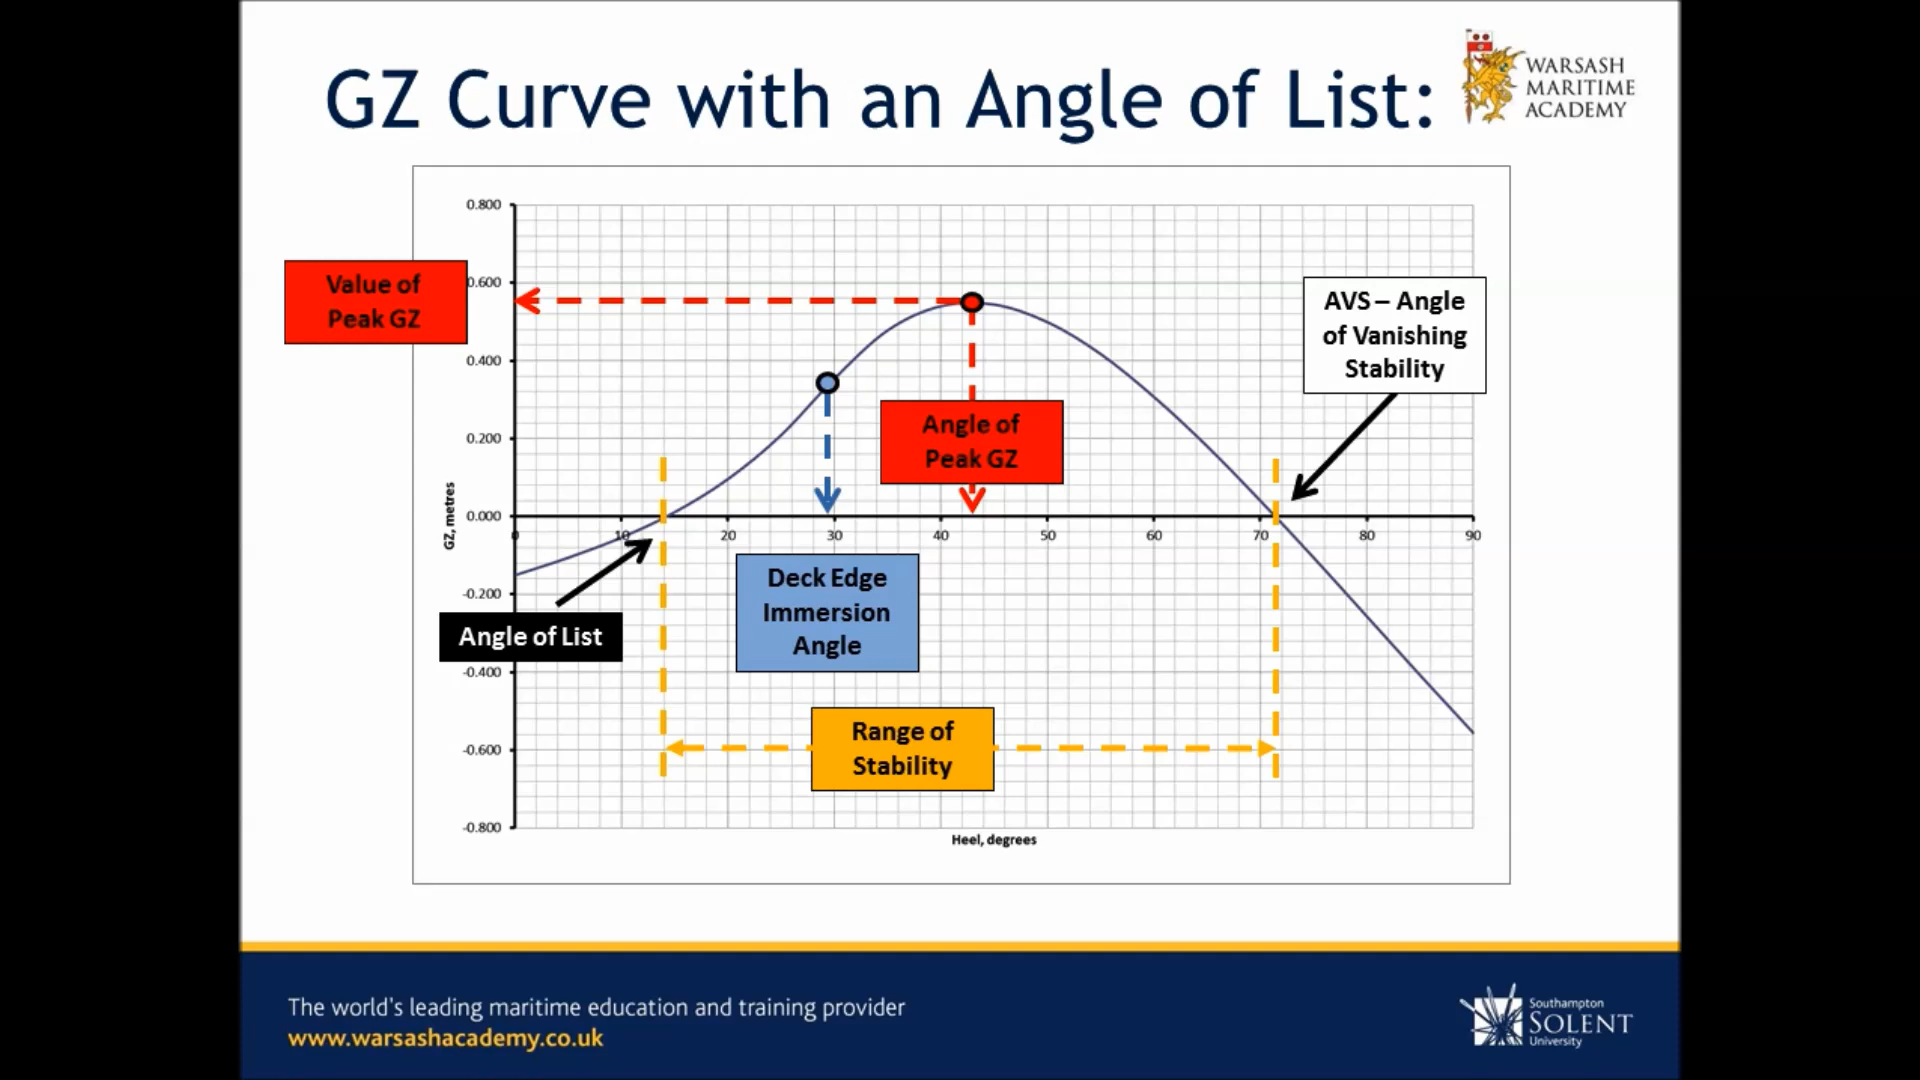 GZ Curve with an Angle of List:
WARSASH
MARITIME
ACADEMY
0.800
0.600
0.400
0.200
0.000
-0.200
-0.400
-0.600
-0.800
GZ, metres
0 10 20 30 40 50 60 70 80 90
Heel, degrees
Value of
Peak GZ
Angle of
Peak GZ
AVS – Angle
of Vanishing
Stability
Angle of List
Deck Edge
Immersion
Angle
Range of
Stability
The world's leading maritime education and training provider
www.warsashacademy.co.uk
Southampton
SOLENT
University